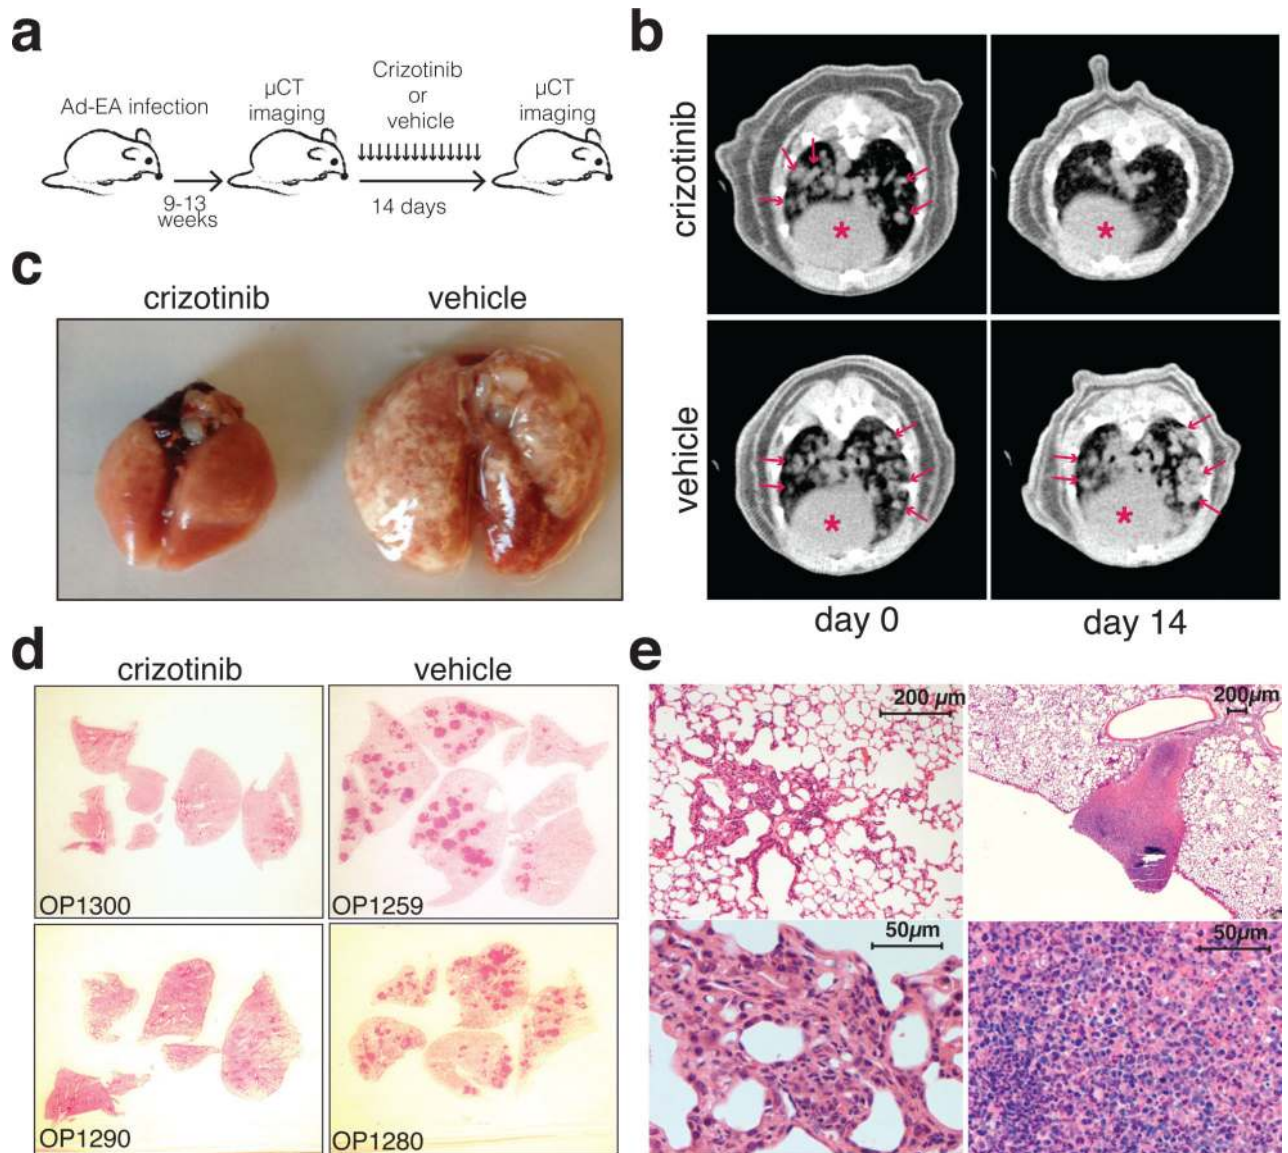 a
Ad-EA infection
µCT
imaging
Crizotinib
or
vehicle
µCT
imaging
9-13
weeks
14 days
b
crizotinib
*
*
vehicle
*
*
day 0
day 14
c
crizotinib
vehicle
d
crizotinib
vehicle
OP1300
OP1259
OP1290
OP1280
e
200 µm
200µm
50µm
50µm